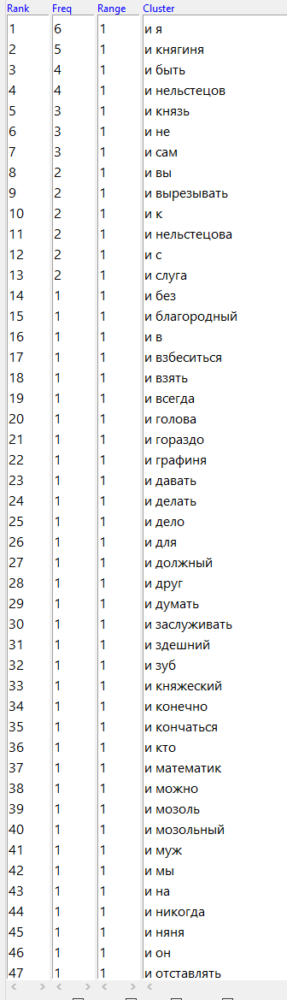 Rank Freq Range Cluster
1 6 1 и я
2 5 1 и княгиня
3 4 1 и быть
4 4 1 и нельстецов
5 3 1 и князь
6 3 1 и не
7 3 1 и сам
8 2 1 и вы
9 2 1 и вырезывать
10 2 1 и к
11 2 1 и нельстецова
12 2 1 и с
13 2 1 и слуга
14 1 1 и без
15 1 1 и благородный
16 1 1 и в
17 1 1 и взбеситься
18 1 1 и взять
19 1 1 и всегда
20 1 1 и голова
21 1 1 и гораздо
22 1 1 и графиня
23 1 1 и давать
24 1 1 и делать
25 1 1 и дело
26 1 1 и для
27 1 1 и должный
28 1 1 и друг
29 1 1 и думать
30 1 1 и заслуживать
31 1 1 и здешний
32 1 1 и зуб
33 1 1 и княжеский
34 1 1 и конечно
35 1 1 и кончаться
36 1 1 и кто
37 1 1 и математик
38 1 1 и можно
39 1 1 и мозоль
40 1 1 и мозольный
41 1 1 и муж
42 1 1 и мы
43 1 1 и на
44 1 1 и никогда
45 1 1 и няня
46 1 1 и он
47 1 1 и отставлять